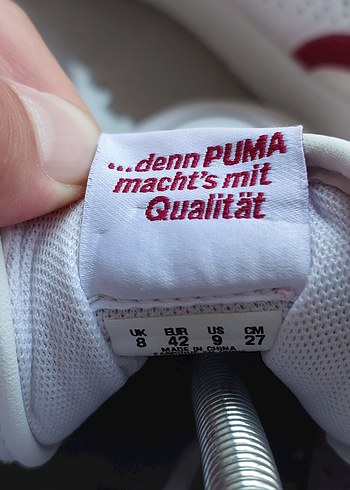 ...denn PUMA
macht's mit
Qualität
UK EUR US CM
8 42 9 27
MADE IN CHINA